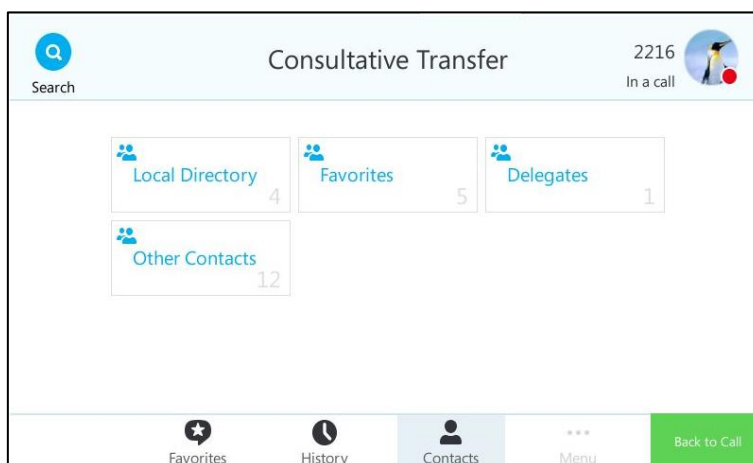 Consultative Transfer
2216
In a call
Search
Local Directory
4
Favorites
5
Delegates
1
Other Contacts
12
Favorites
History
Contacts
Menu
Back to Call